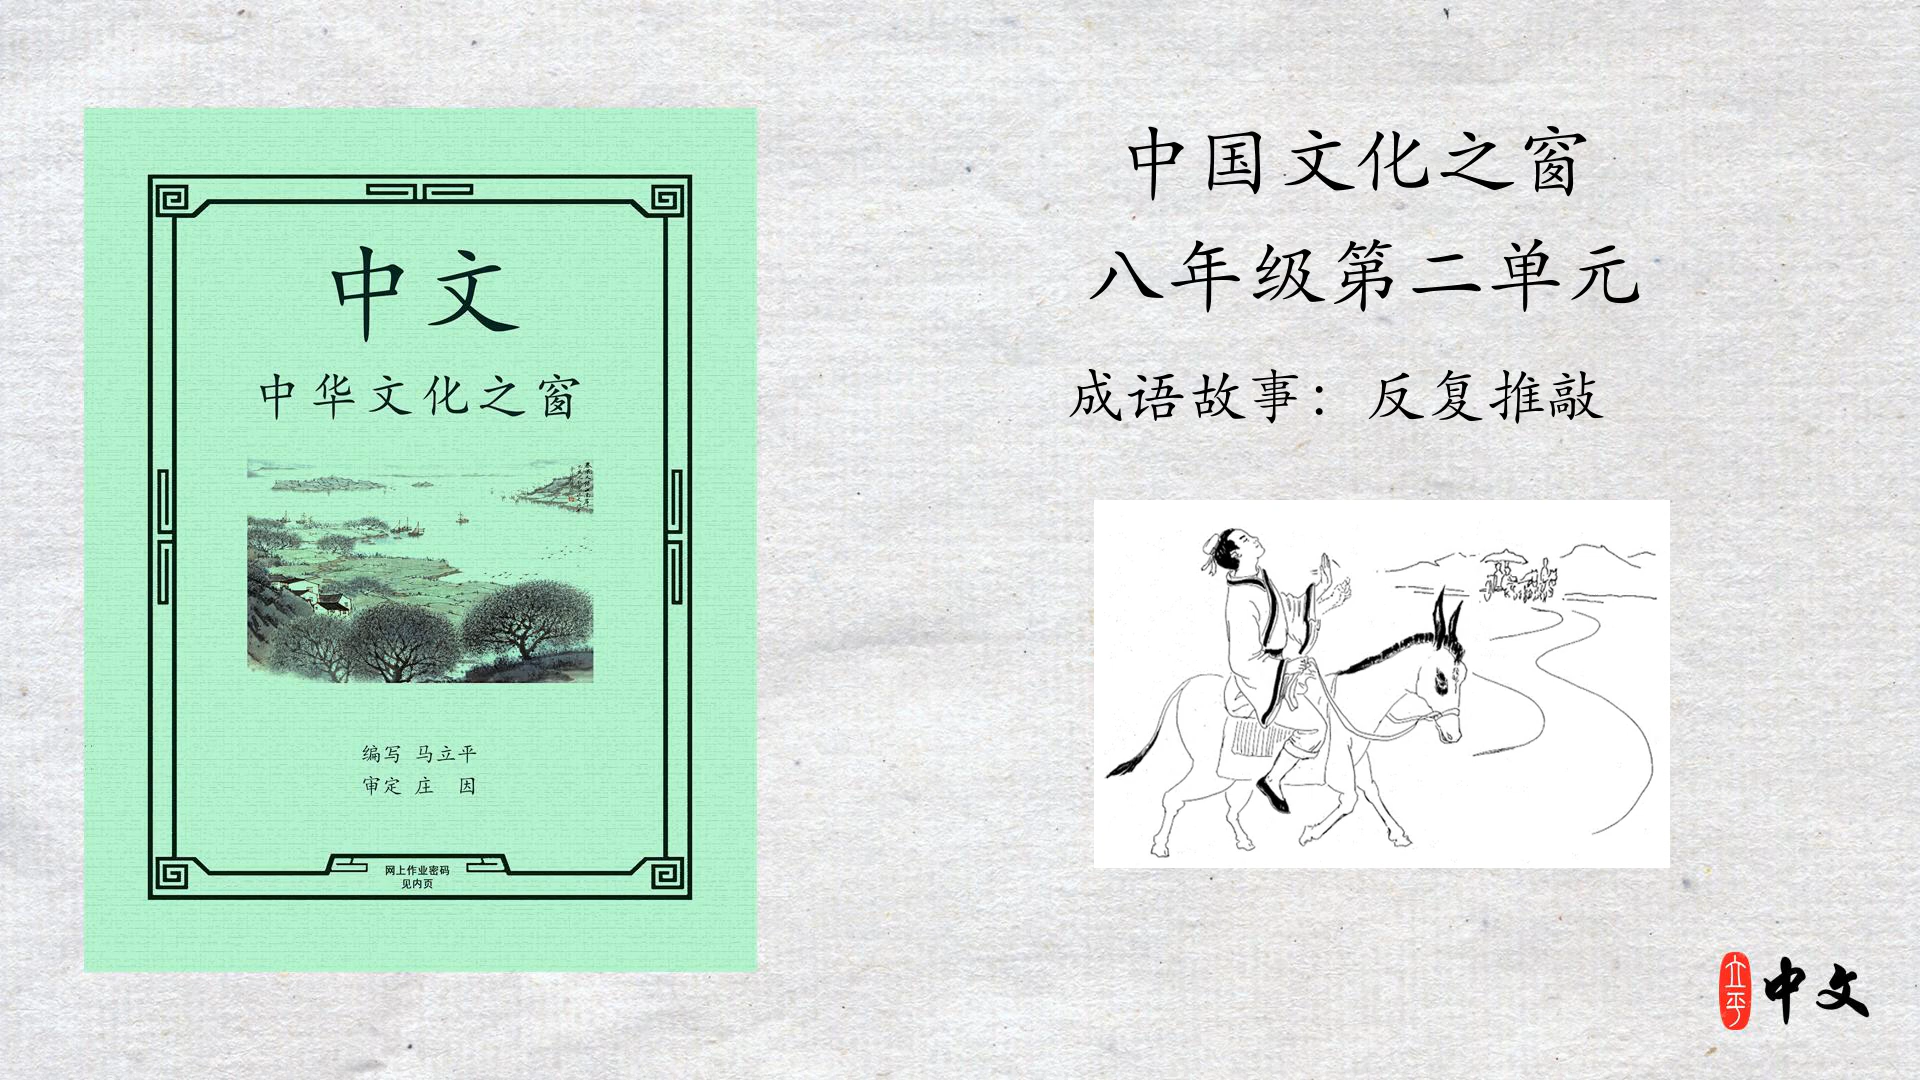 中文
中华文化之窗
编写 马立平
审定 庄 因
网上作业密码
见内页
中国文化之窗
八年级第二单元
成语故事：反复推敲
立平
中文